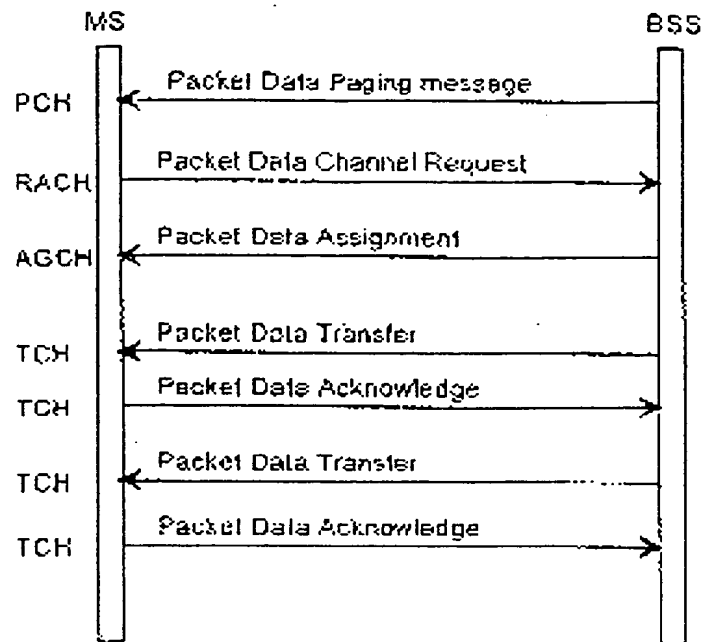 MS BSS
PCH Packet Data Paging message
RACH Packet Data Channel Request
AGCH Packet Data Assignment
TCH Packet Data Transfer
TCH Packet Data Acknowledge
TCH Packet Data Transfer
TCH Packet Data Acknowledge